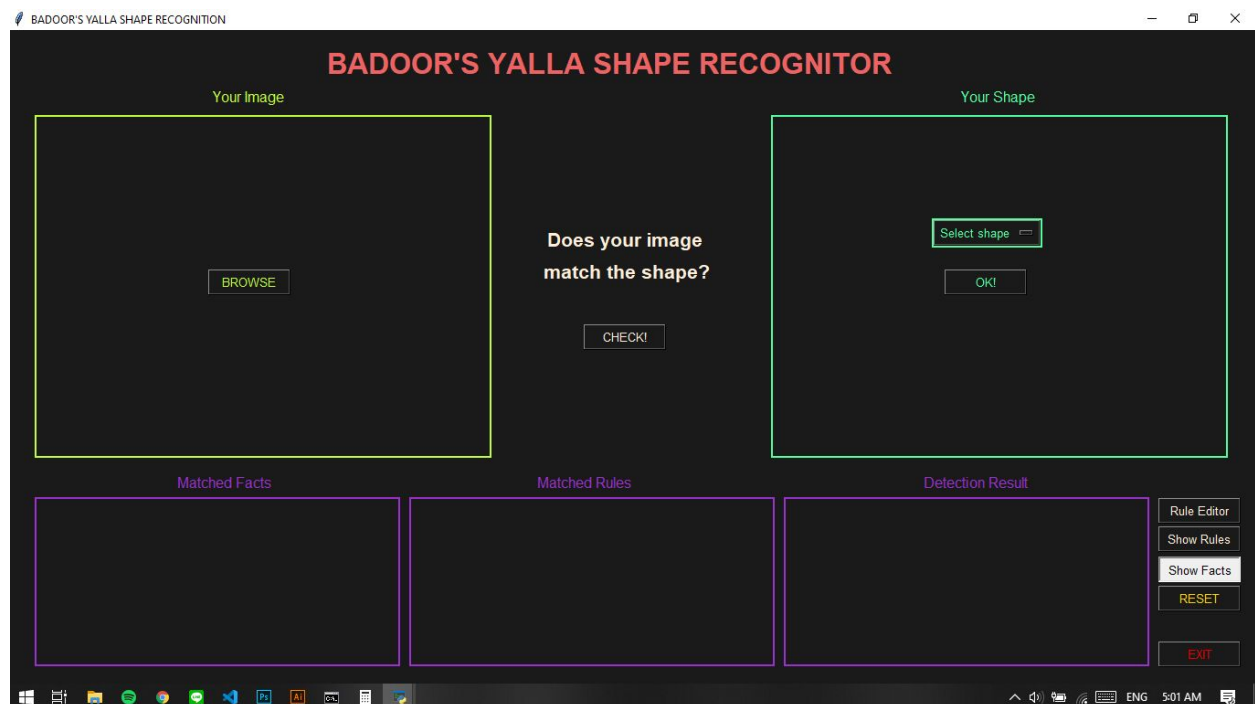 BADOOR'S YALLA SHAPE RECOGNITION
BADOOR'S YALLA SHAPE RECOGNITOR
Your Image
Your Shape
Does your image
match the shape?
Select shape
BROWSE
OK!
CHECK!
Matched Facts
Matched Rules
Detection Result
Rule Editor
Show Rules
Show Facts
RESET
EXIT
Ps
Ai
C:\_
ENG
5:01 AM